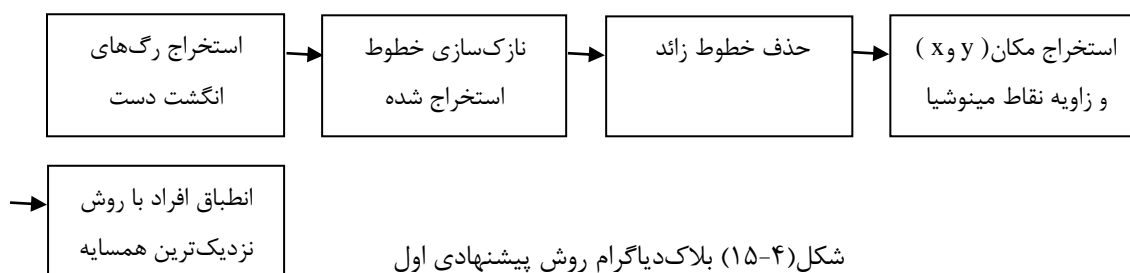 استخراج رگ‌های
انگشت دست
نازک‌سازی خطوط
استخراج شده
حذف خطوط زائد
استخراج مکان( y و x )
و زاویه نقاط مینوشیا
انطباق افراد با روش
نزدیک‌ترین همسایه
شکل(۴-۱۵) بلاک‌دیاگرام روش پیشنهادی اول